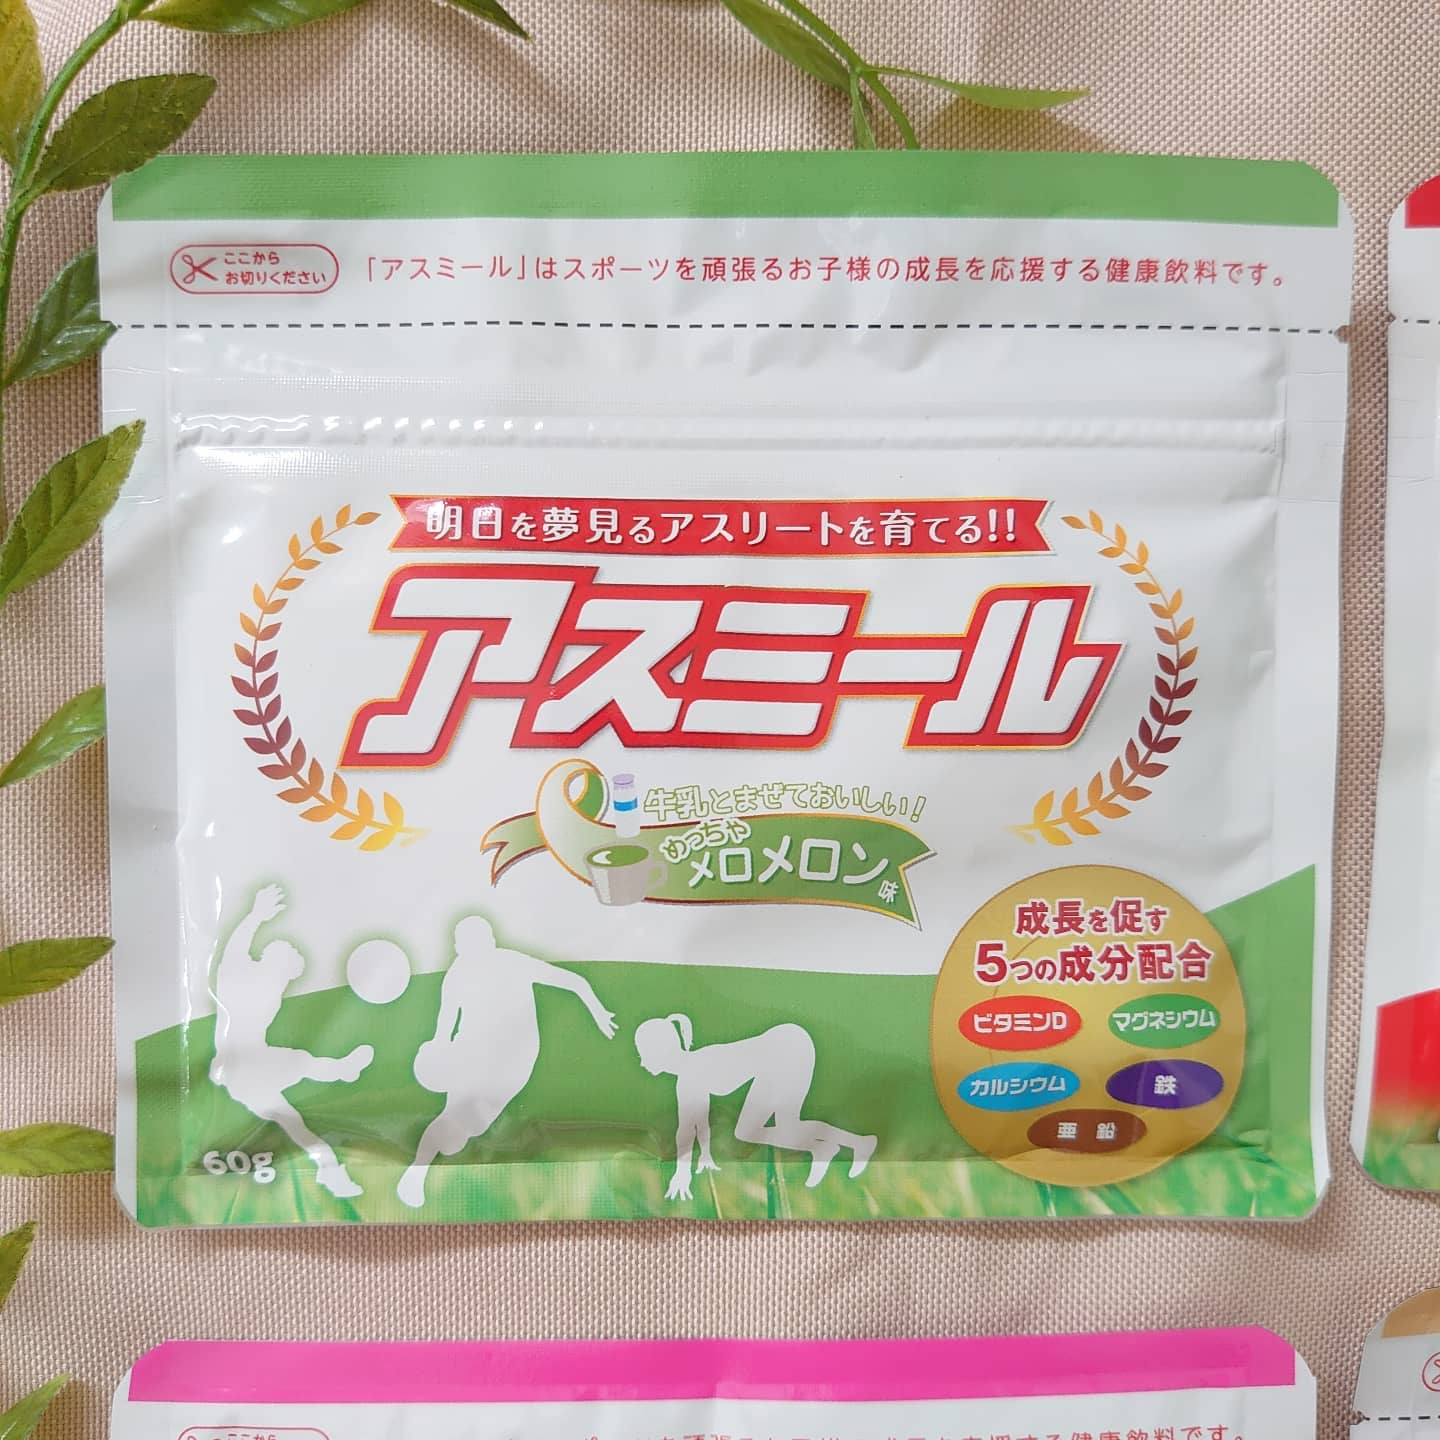 ここから
お切りください
「アスミール」はスポーツを頑張るお子様の成長を応援する健康飲料です。
明日を夢見るアスリートを育てる!!
アスミール
牛乳とまぜておいしい!
めっちゃ
メロメロン味
成長を促す
5つの成分配合
ビタミンD
マグネシウム
カルシウム
鉄
亜鉛
60g
ここから